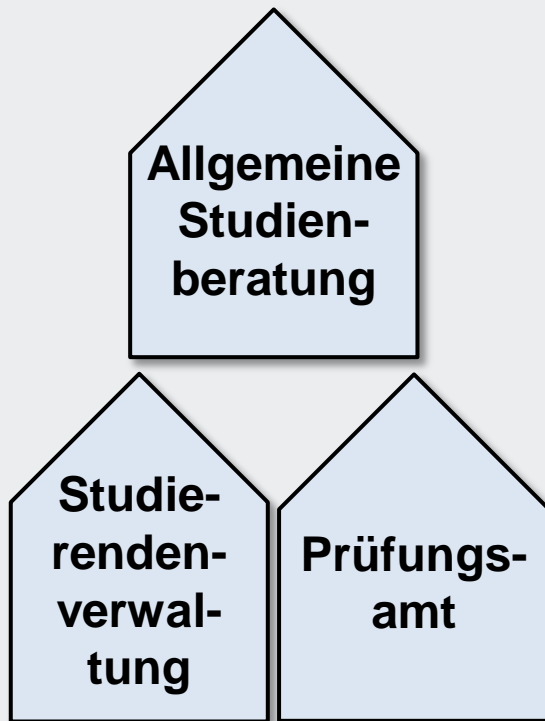 Allgemeine
Studien-
beratung
Studie-
renden-
verwal-
tung
Prüfungs-
amt